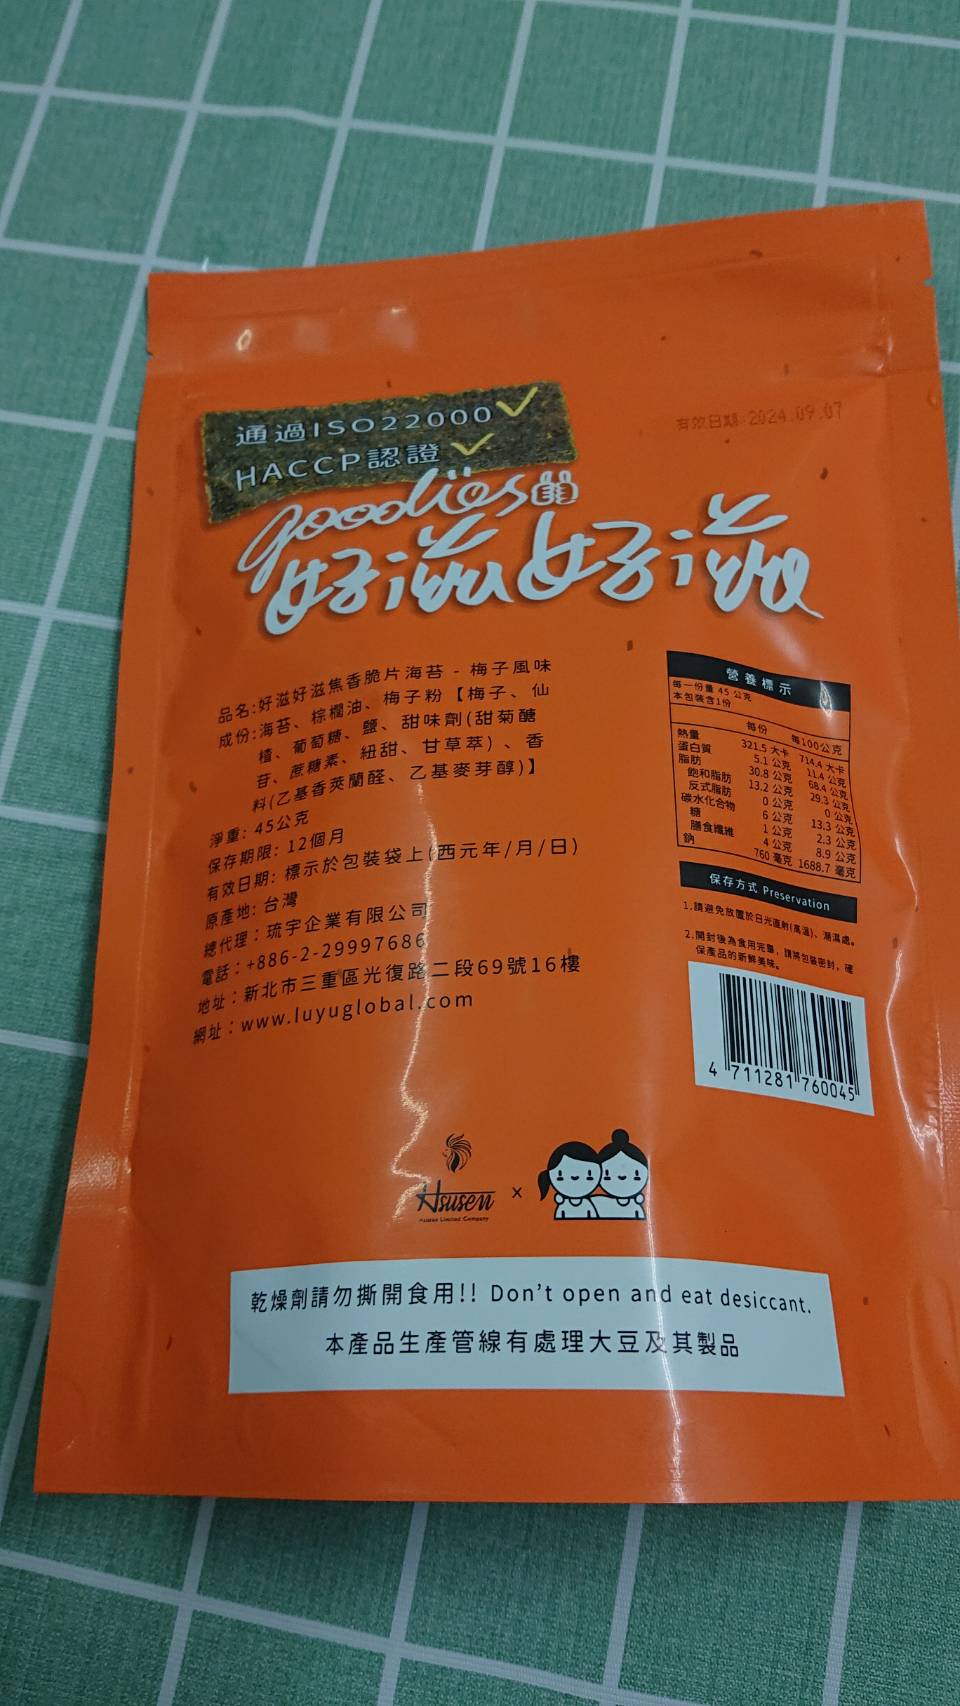 通過ISO22000
HACCP認證
有效日期:2024.09.07
goodies
好滋好滋
品名:好滋好滋焦香脆片海苔 - 梅子風味
成份:海苔、棕櫚油、梅子粉【梅子、仙
楂、葡萄糖、鹽、甜味劑(甜菊醣
苷、蔗糖素、紐甜、甘草萃)、香
料(乙基香莢蘭醛、乙基麥芽醇)】
淨重: 45公克
保存期限: 12個月
有效日期: 標示於包裝袋上(西元年/月/日)
原產地: 台灣
總代理：琉宇企業有限公司
電話：+886-2-29997686
地址：新北市三重區光復路二段69號16樓
網址：www.luyuglobal.com
營養標示
每一份量 45 公克
本包裝含1份
每份 每100公克
熱量 321.5 大卡 714.4 大卡
蛋白質 5.1 公克 11.4 公克
脂肪 30.8 公克 68.4 公克
飽和脂肪 13.2 公克 29.3 公克
反式脂肪 0 公克 0 公克
碳水化合物 6 公克 13.3 公克
糖 1 公克 2.3 公克
膳食纖維 4 公克 8.9 公克
鈉 760 毫克 1688.7 毫克
保存方式 Preservation
1.請避免放置於日光直射(高溫)、潮濕處。
2.開封後為食用完畢，請將包裝密封，確
保產品的新鮮美味。
4 711281 760045
Hsusen
Hsusen Limited Company
x
乾燥劑請勿撕開食用!! Don't open and eat desiccant.
本產品生產管線有處理大豆及其製品